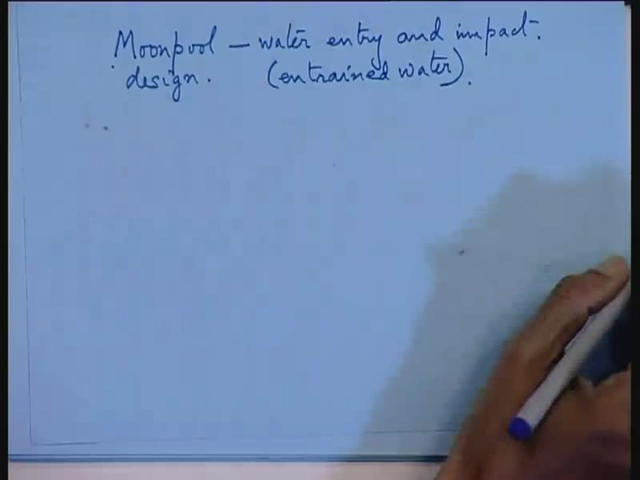 Moonpool - water entry and impact.
design. (entrained water).